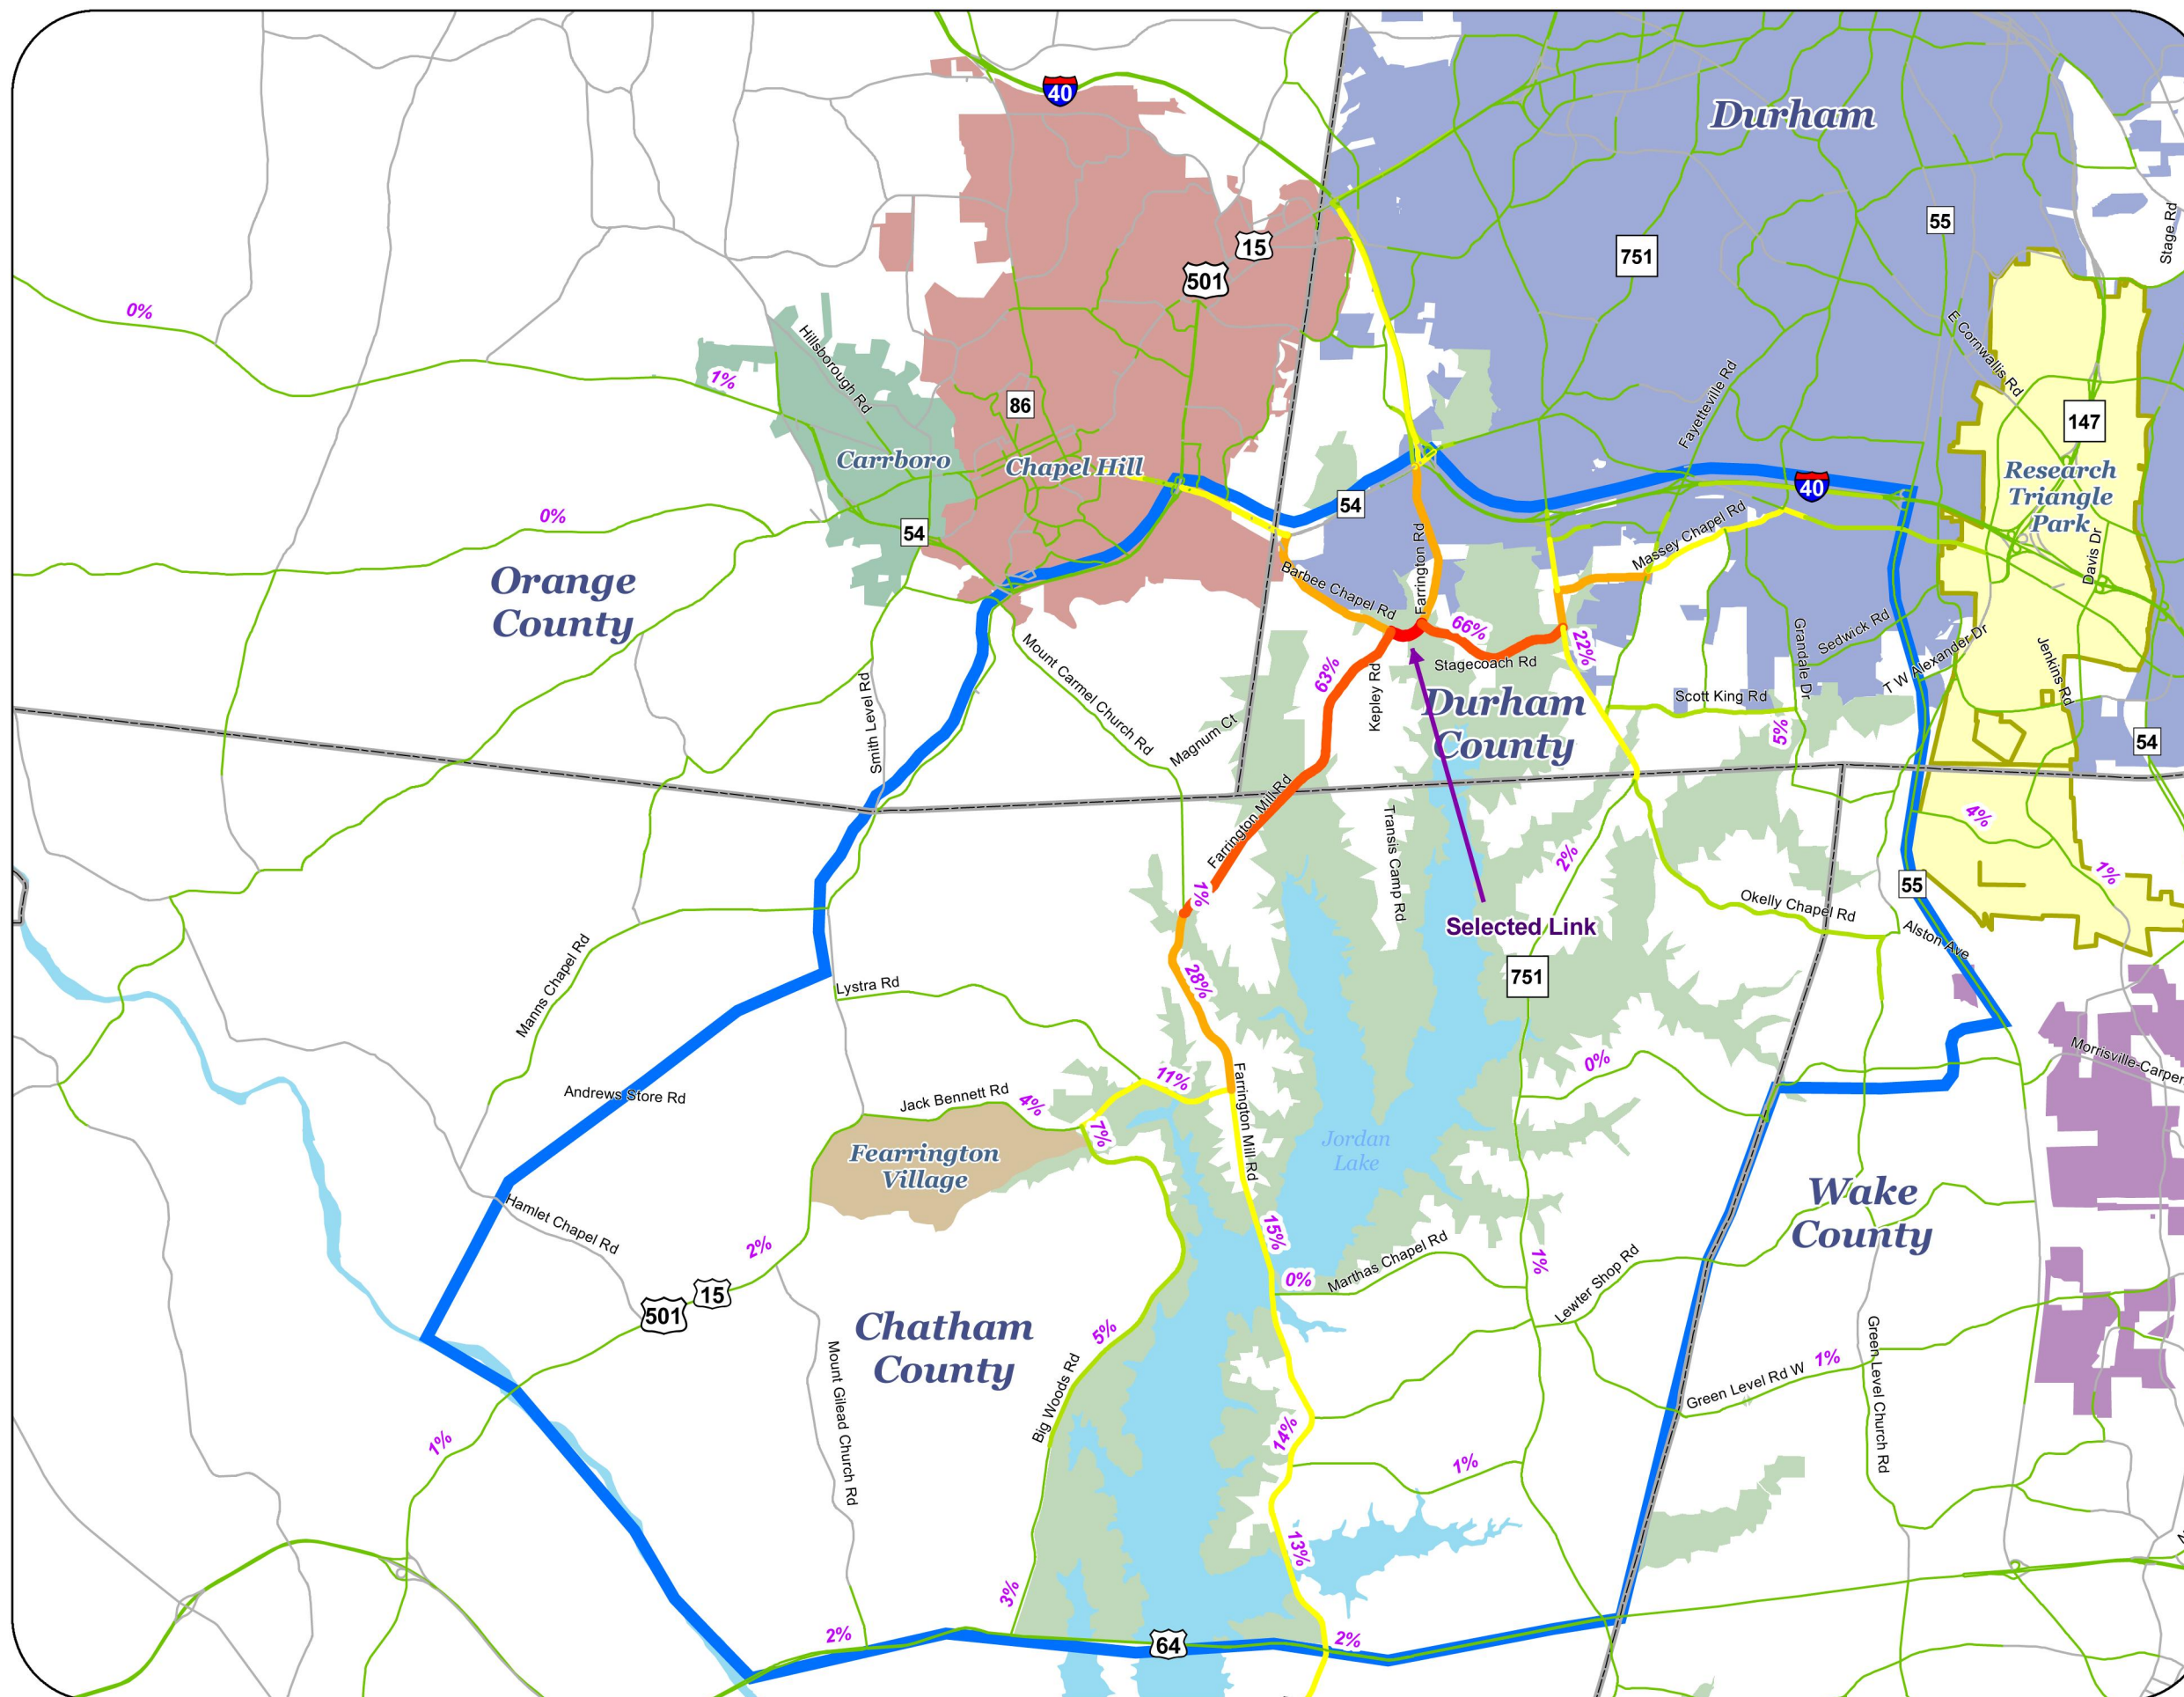 40
Durham
Stage Rd
55
15
751
501
0%
E Cornwallis Rd
Hillsborough Rd
1%
Fayetteville Rd
86
147
Carrboro
Chapel Hill
Research
Triangle
Park
40
54
0%
54
Massey Chapel Rd
Farrington Rd
Davis Dr
Orange
County
Barbee Chapel Rd
66%
22%
Grandale Dr
Sedwick Rd
T W Alexander Dr
Jenkins Rd
Mount Carmel Church Rd
Stagecoach Rd
63%
Kepley Rd
Scott King Rd
Smith Level Rd
Magnum Ct
Durham
County
5%
54
Farrington Mill Rd
Transis Camp Rd
4%
2%
1%
1%
55
Okelly Chapel Rd
Selected Link
Alston Ave
Manns Chapel Rd
Lystra Rd
28%
751
Morrisville-Carper
0%
11%
Andrews Store Rd
Jack Bennett Rd
4%
7%
Farrington Mill Rd
Jordan
Lake
Fearrington
Village
Wake
County
Hamlet Chapel Rd
2%
15%
Marthas Chapel Rd
1%
0%
Lewter Shop Rd
15
501
Chatham
County
5%
Mount Gilead Church Rd
Big Woods Rd
Green Level Rd W
1%
Green Level Church Rd
1%
14%
1%
13%
3%
2%
64
2%